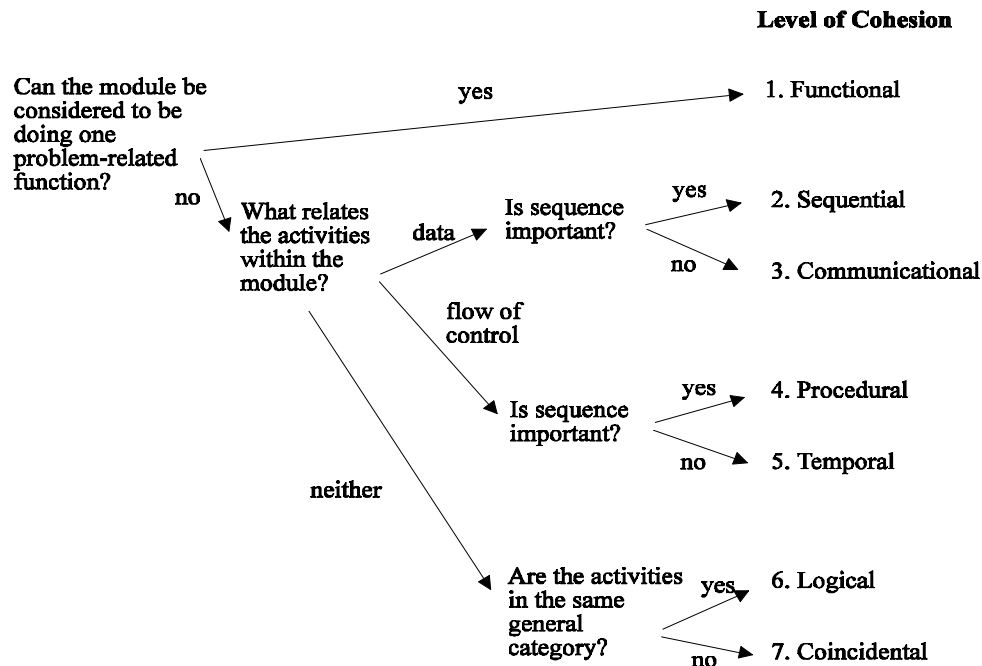 Level of Cohesion
Can the module be
considered to be
doing one
problem-related
function?
yes
1. Functional
no
What relates
the activities
within the
module?
data
Is sequence
important?
yes
2. Sequential
no
3. Communicational
flow of
control
Is sequence
important?
yes
4. Procedural
no
5. Temporal
neither
Are the activities
in the same
general
category?
yes
6. Logical
no
7. Coincidental